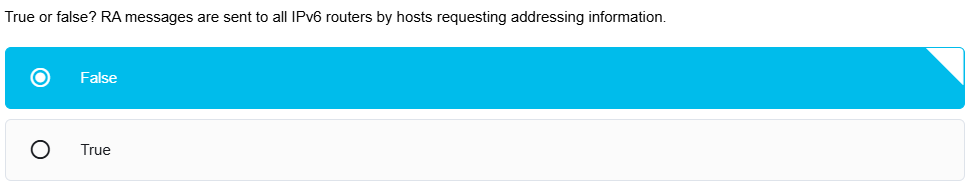 True or false? RA messages are sent to all IPv6 routers by hosts requesting addressing information.
False
True